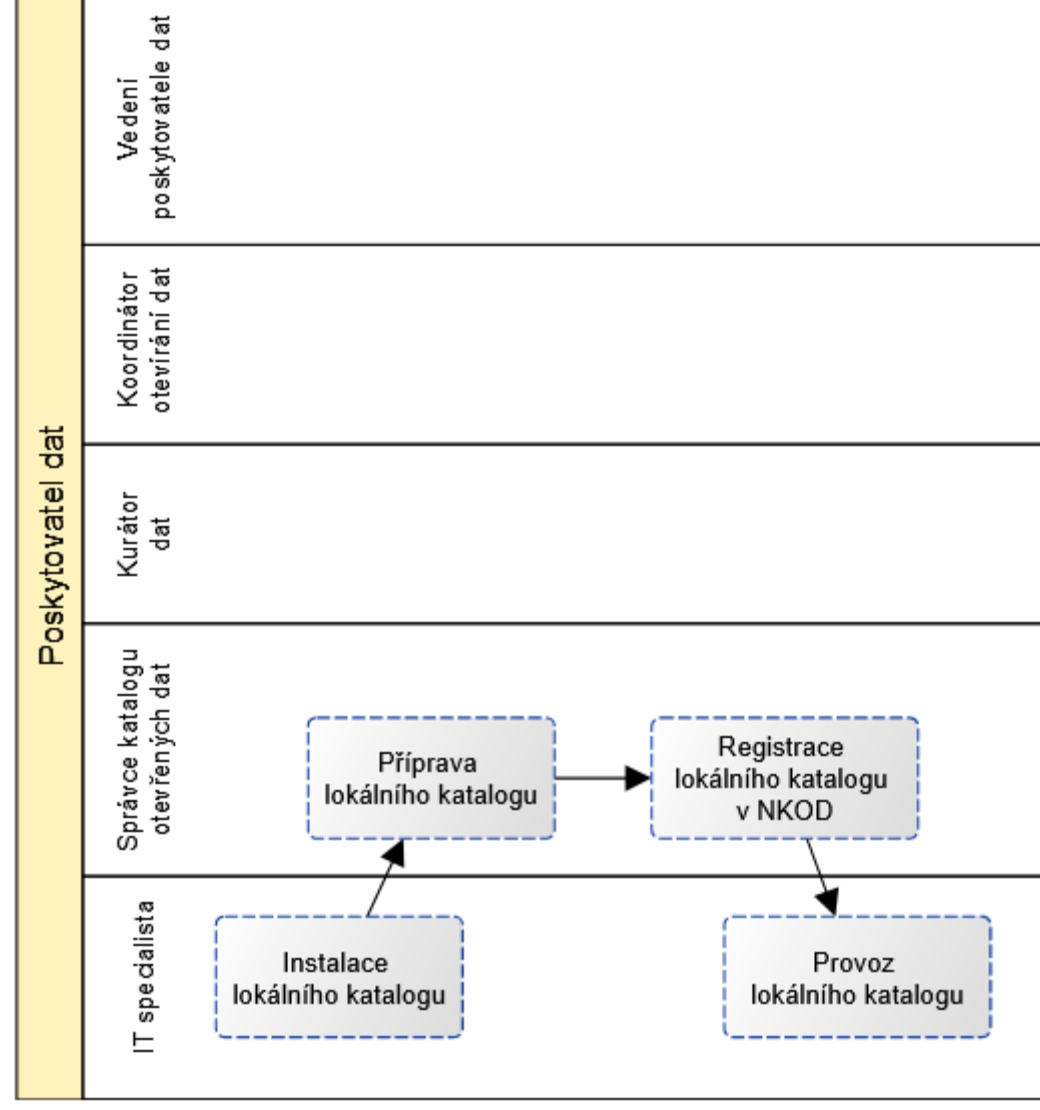 Poskytovatel dat
Vedení
poskytovatele dat
Koordinátor
otevírání dat
Kurátor
dat
Správce katalogu
otevřených dat
Příprava
lokálního katalogu
Registrace
lokálního katalogu
v NKOD
IT specialista
Instalace
lokálního katalogu
Provoz
lokálního katalogu